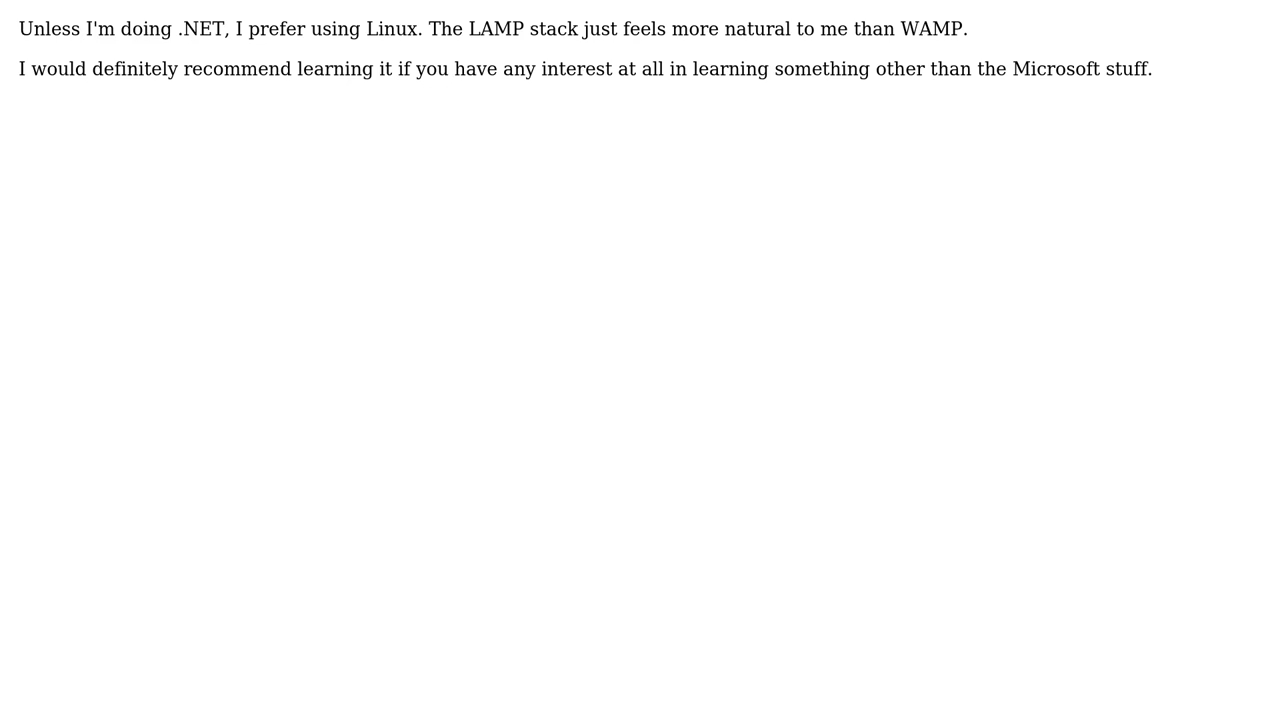 Unless I'm doing .NET, I prefer using Linux. The LAMP stack just feels more natural to me than WAMP.
I would definitely recommend learning it if you have any interest at all in learning something other than the Microsoft stuff.